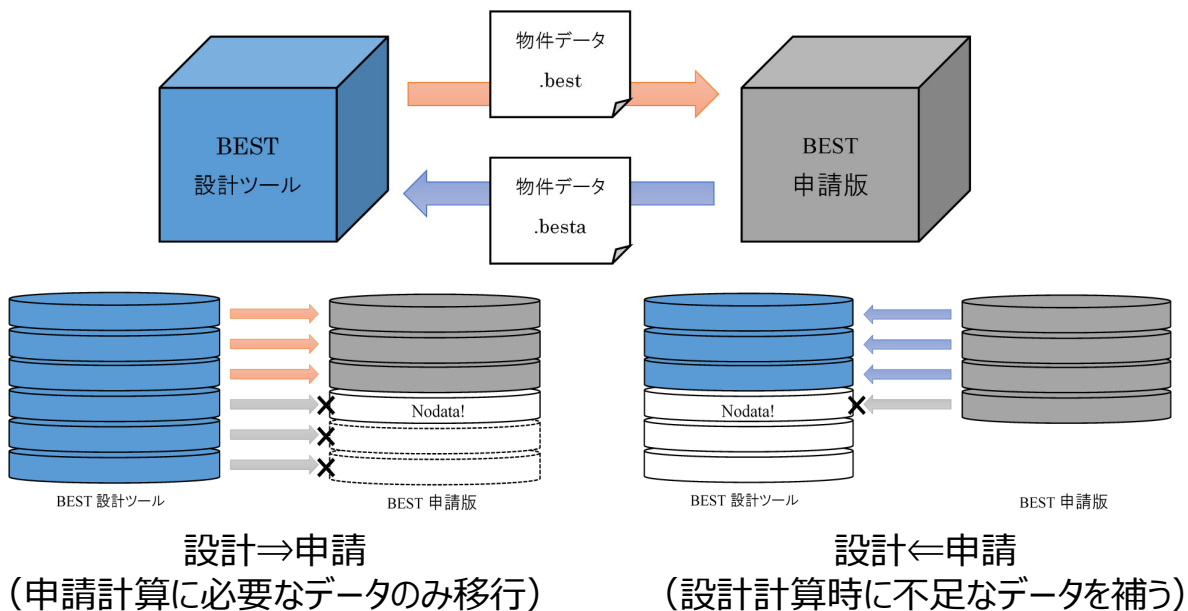 物件データ
.best
BEST
設計ツール
BEST
申請版
物件データ
.besta
Nodata!
BEST 設計ツール
BEST 申請版
Nodata!
BEST 設計ツール
BEST 申請版
設計⇒申請
（申請計算に必要なデータのみ移行）
設計⇐申請
（設計計算時に不足なデータを補う）